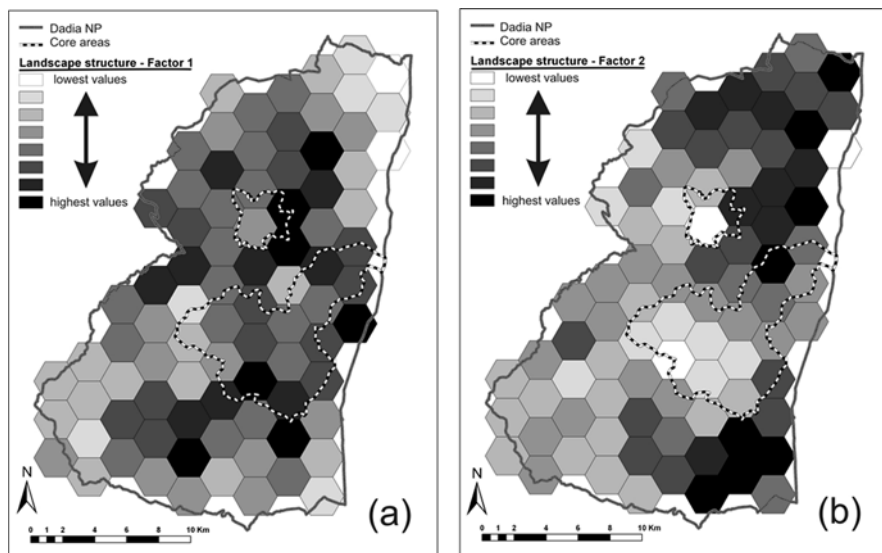 Dadia NP
Core areas
Landscape structure - Factor 1
lowest values
highest values
N
0 1 2 4 6 8 10 Km
(a)
Dadia NP
Core areas
Landscape structure - Factor 2
lowest values
highest values
N
0 1 2 4 6 8 10 Km
(b)